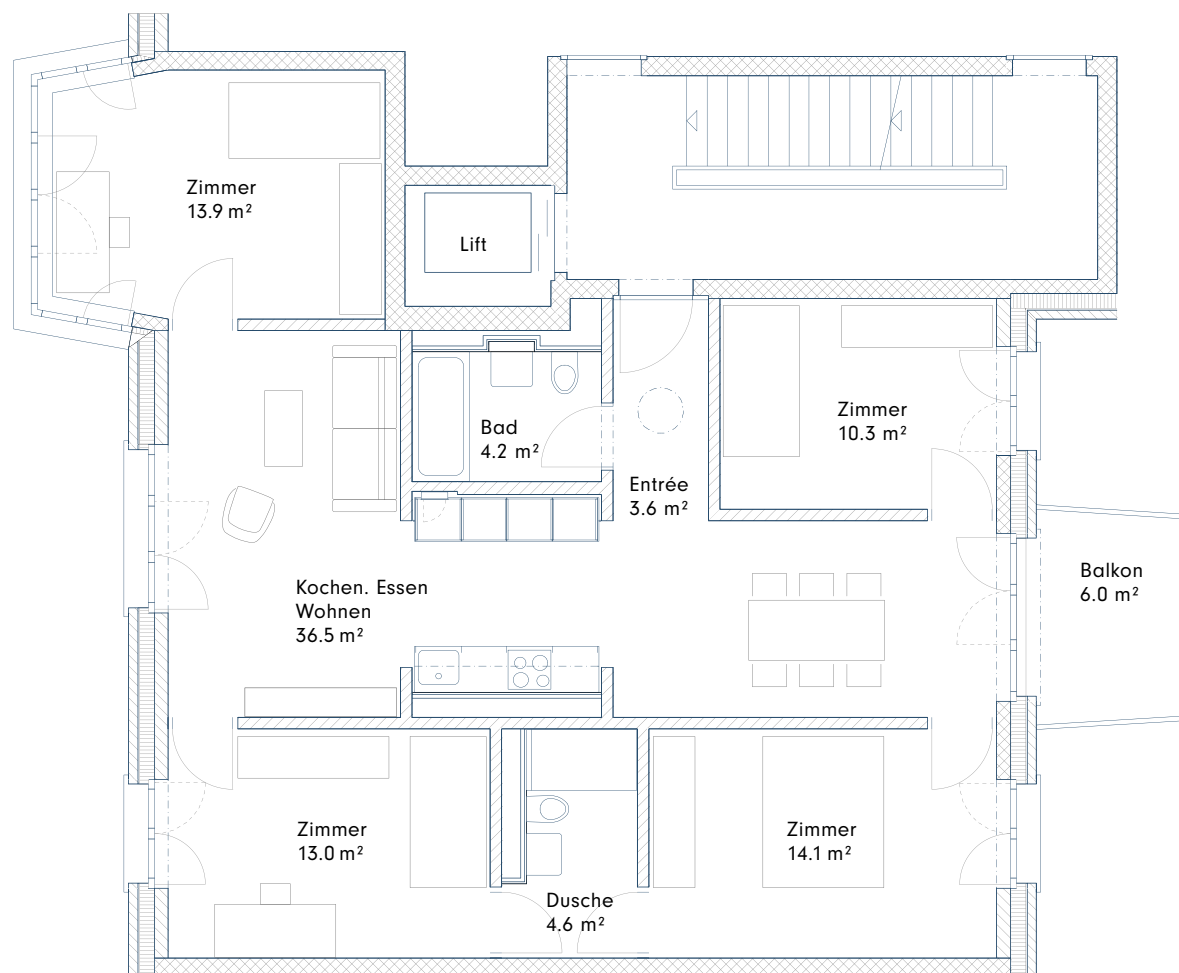 Zimmer
13.9 m²
Lift
Bad
4.2 m²
Entrée
3.6 m²
Zimmer
10.3 m²
Kochen. Essen
Wohnen
36.5 m²
Balkon
6.0 m²
Zimmer
13.0 m²
Dusche
4.6 m²
Zimmer
14.1 m²